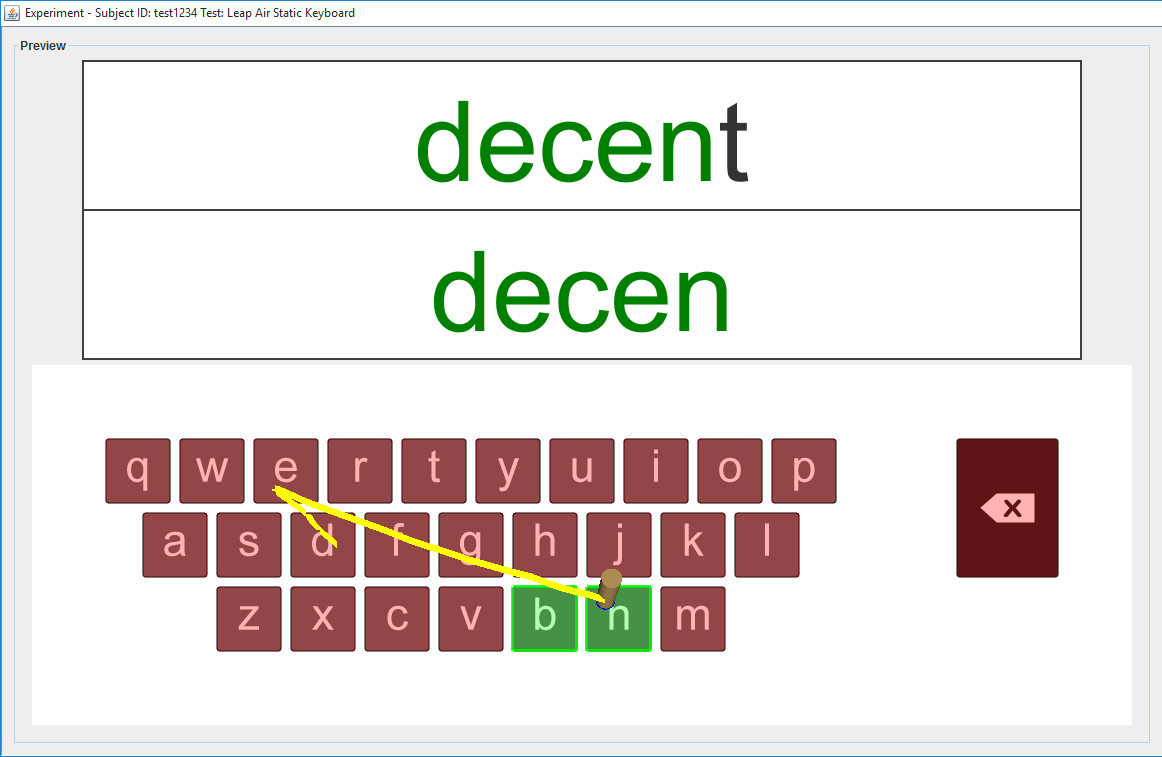 Experiment - Subject ID: test1234 Test: Leap Air Static Keyboard
Preview
decent
decen
q w e r t y u i o p
a s d f g h j k l
z x c v b n m